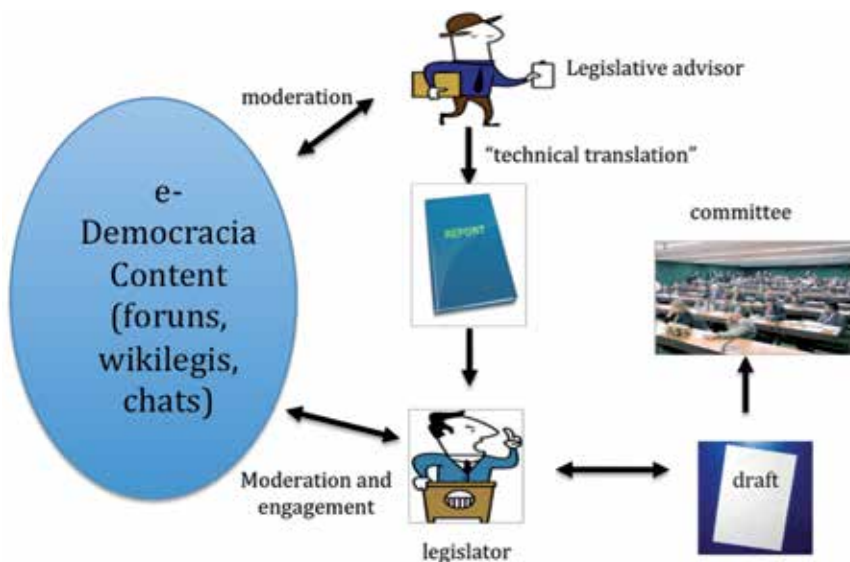 Legislative advisor
moderation
"technical translation"
e-
Democracia
Content
(foruns,
wikilegis,
chats)
REPORT
committee
Moderation and
engagement
legislator
draft